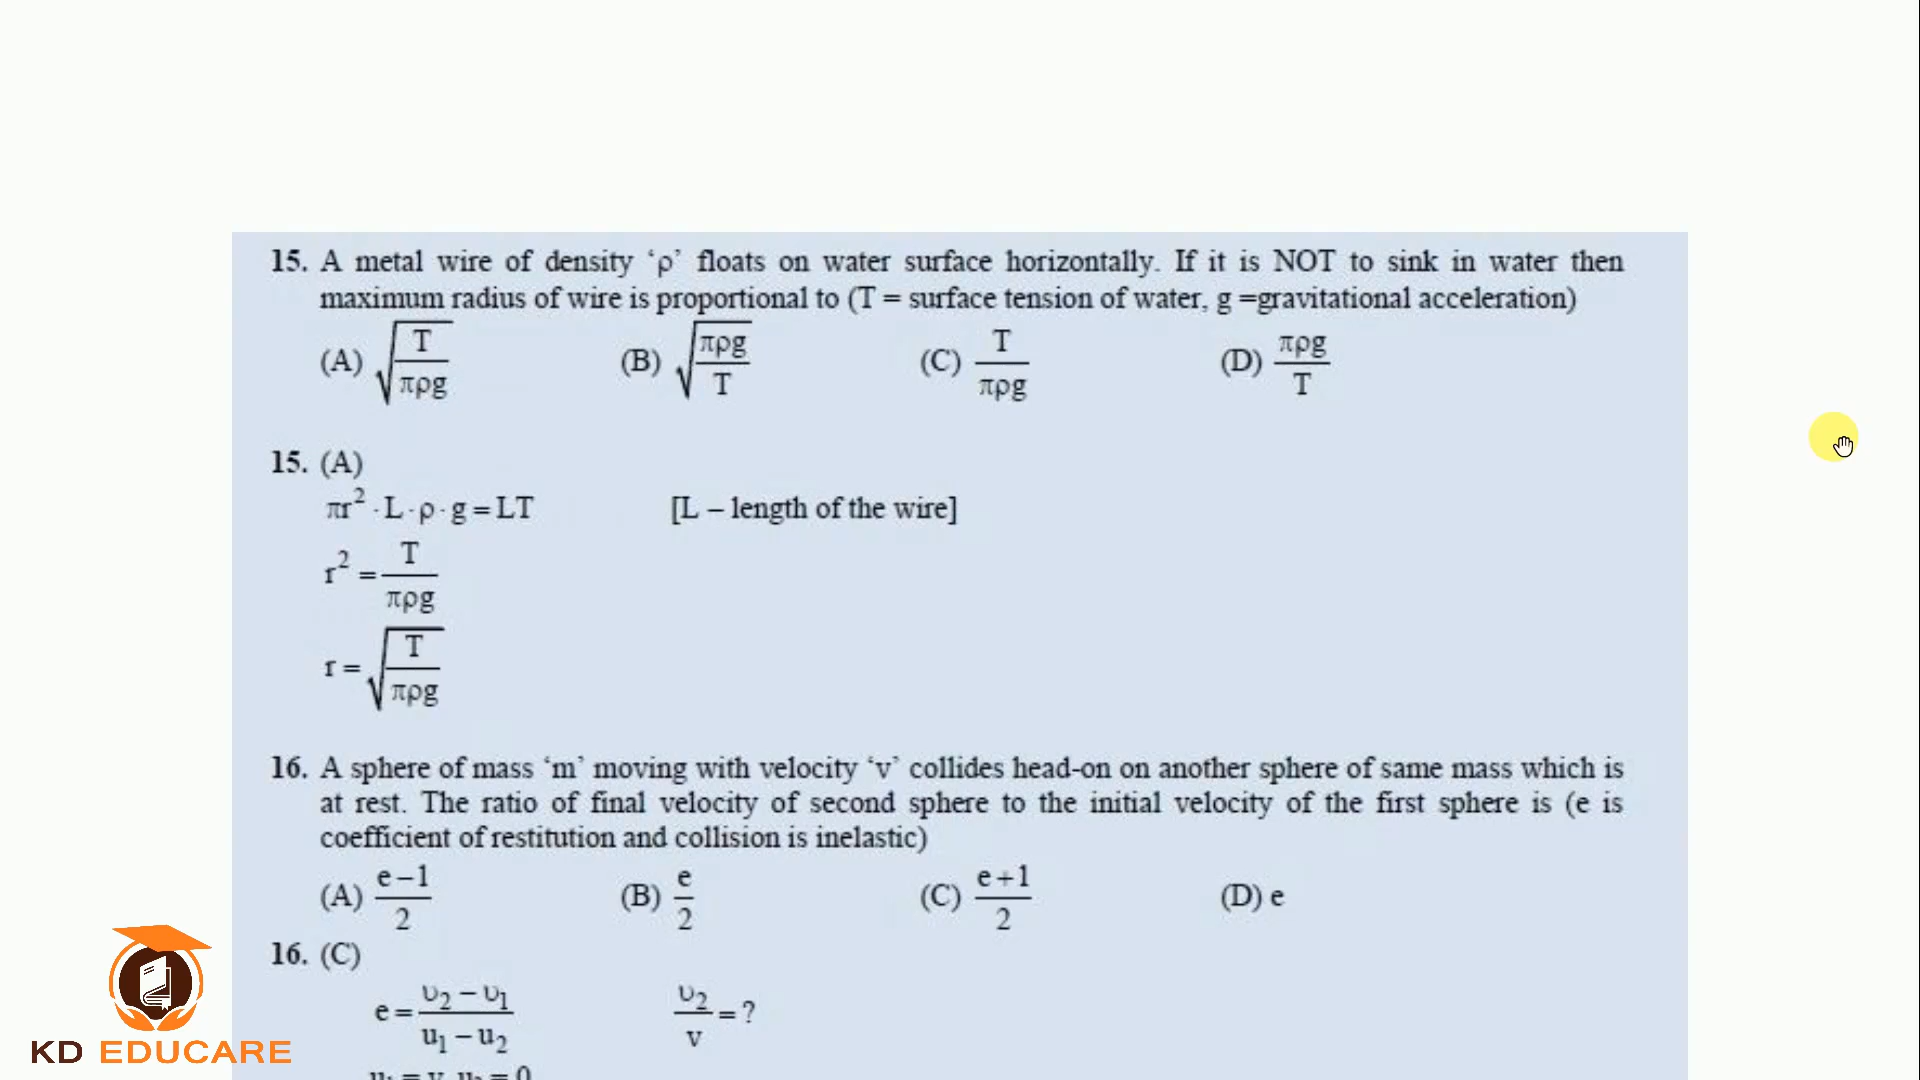 15. A metal wire of density ‘ρ’ floats on water surface horizontally. If it is NOT to sink in water then
maximum radius of wire is proportional to (T = surface tension of water, g =gravitational acceleration)
(A) √(T/πρg) (B) √(πρg/T) (C) T/πρg (D) πρg/T
15. (A)
πr² · L · ρ · g = LT [L – length of the wire]
r² = T/πρg
r = √(T/πρg)
16. A sphere of mass ‘m’ moving with velocity ‘v’ collides head-on on another sphere of same mass which is
at rest. The ratio of final velocity of second sphere to the initial velocity of the first sphere is (e is
coefficient of restitution and collision is inelastic)
(A) (e – 1)/2 (B) e/2 (C) (e + 1)/2 (D) e
16. (C)
e = (υ₂ – υ₁)/(u₁ – u₂) υ₂/v = ?
u₁ = v, u₂ = 0
KD EDUCARE